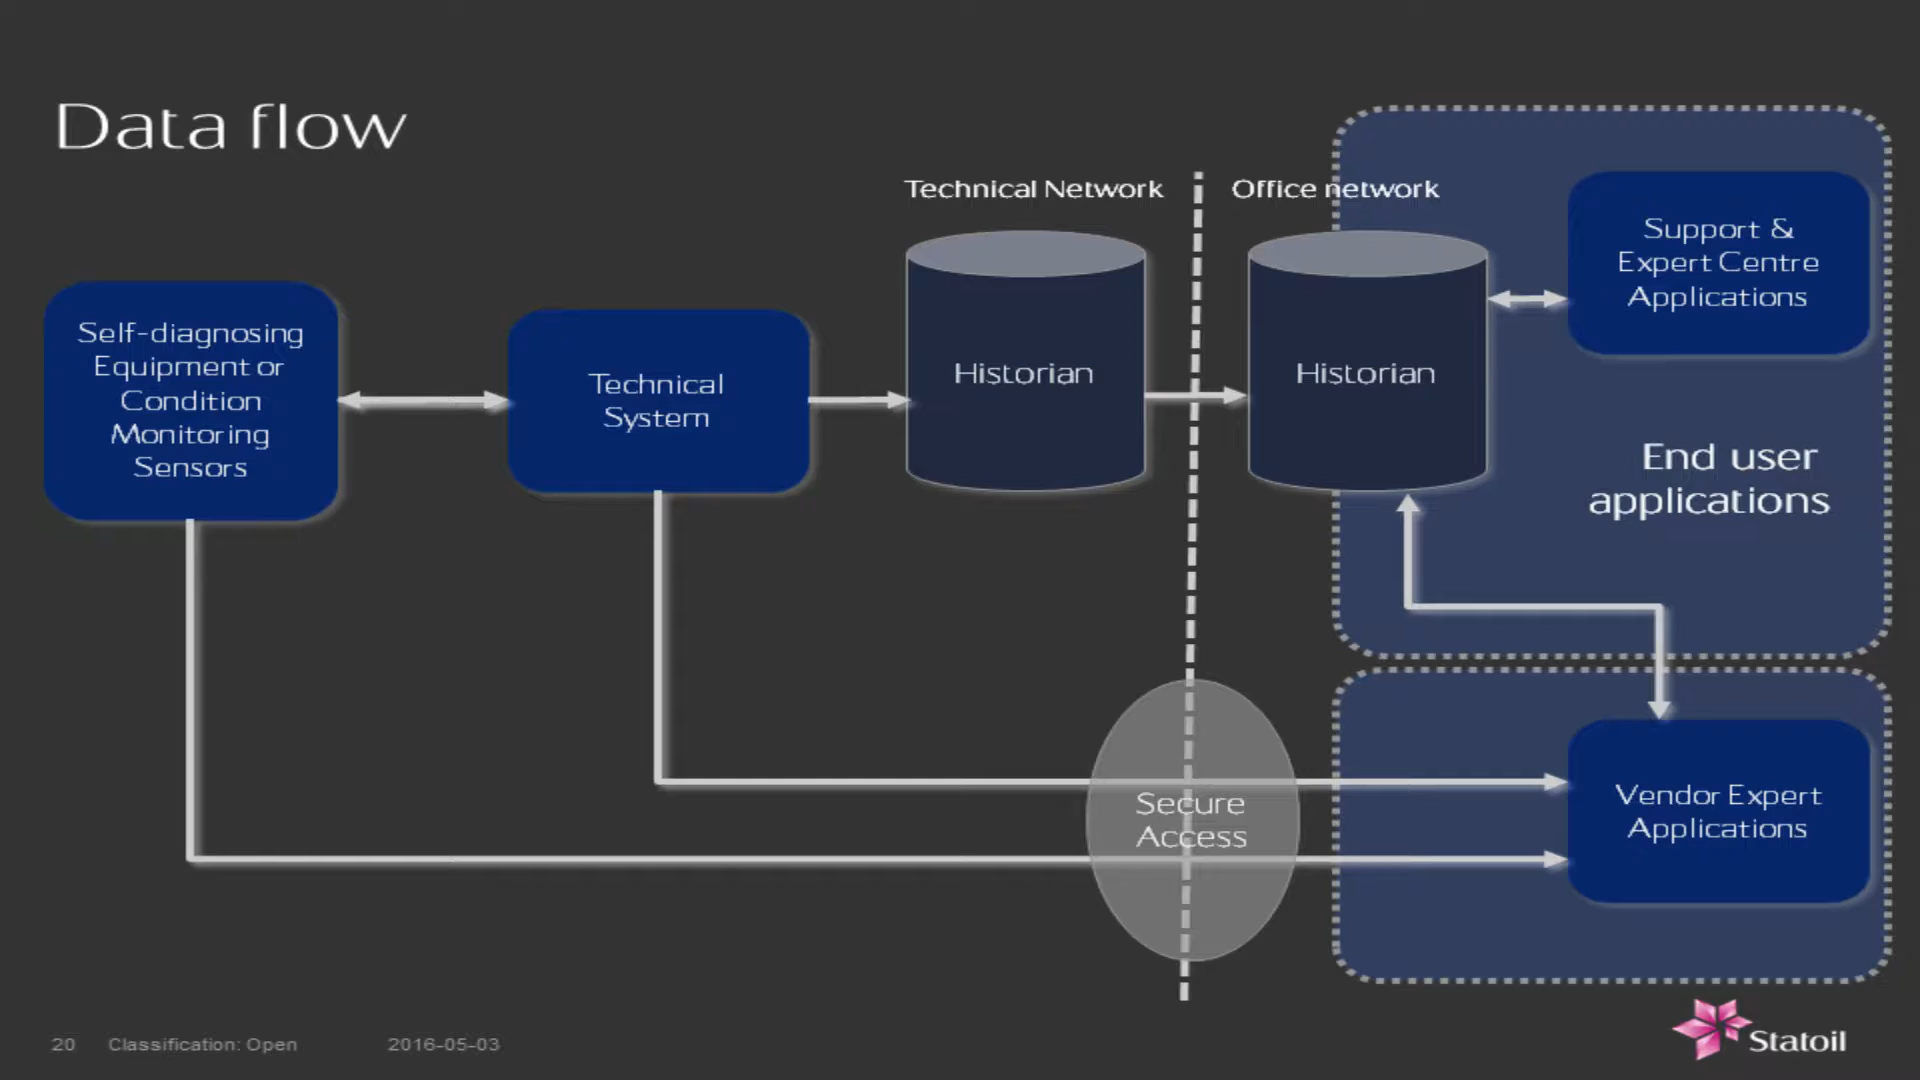 Data flow
Technical Network
Office network
Support &
Expert Centre
Applications
Self-diagnosing
Equipment or
Condition
Monitoring
Sensors
Technical
System
Historian
Historian
End user
applications
Secure
Access
Vendor Expert
Applications
20 Classification: Open 2016-05-03
Statoil